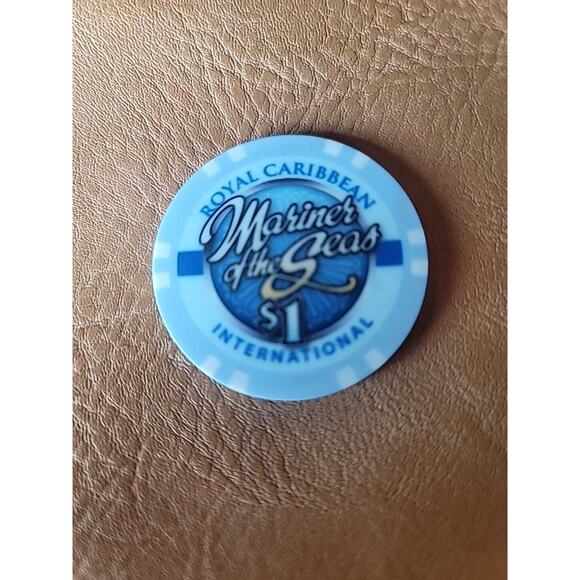 ROYAL CARIBBEAN
Mariner
of the Seas
$1
INTERNATIONAL